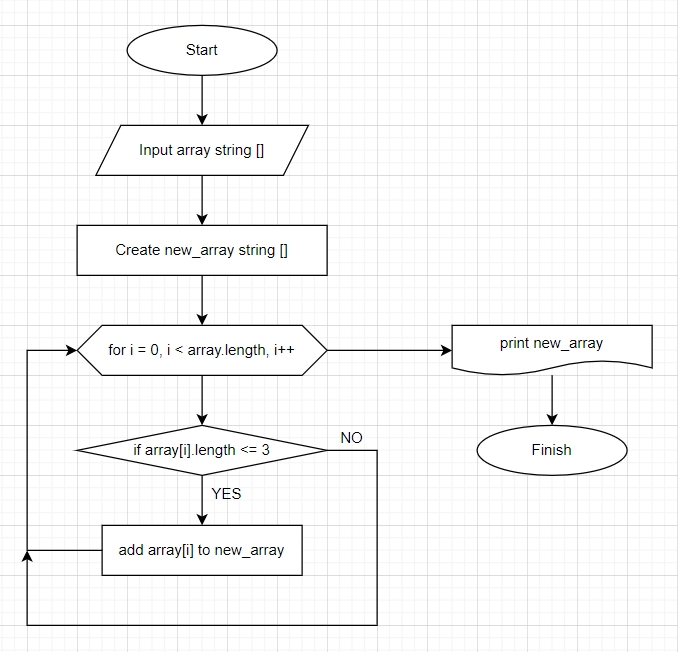 Start
Input array string []
Create new_array string []
for i = 0, i < array.length, i++
print new_array
if array[i].length <= 3
NO
Finish
YES
add array[i] to new_array